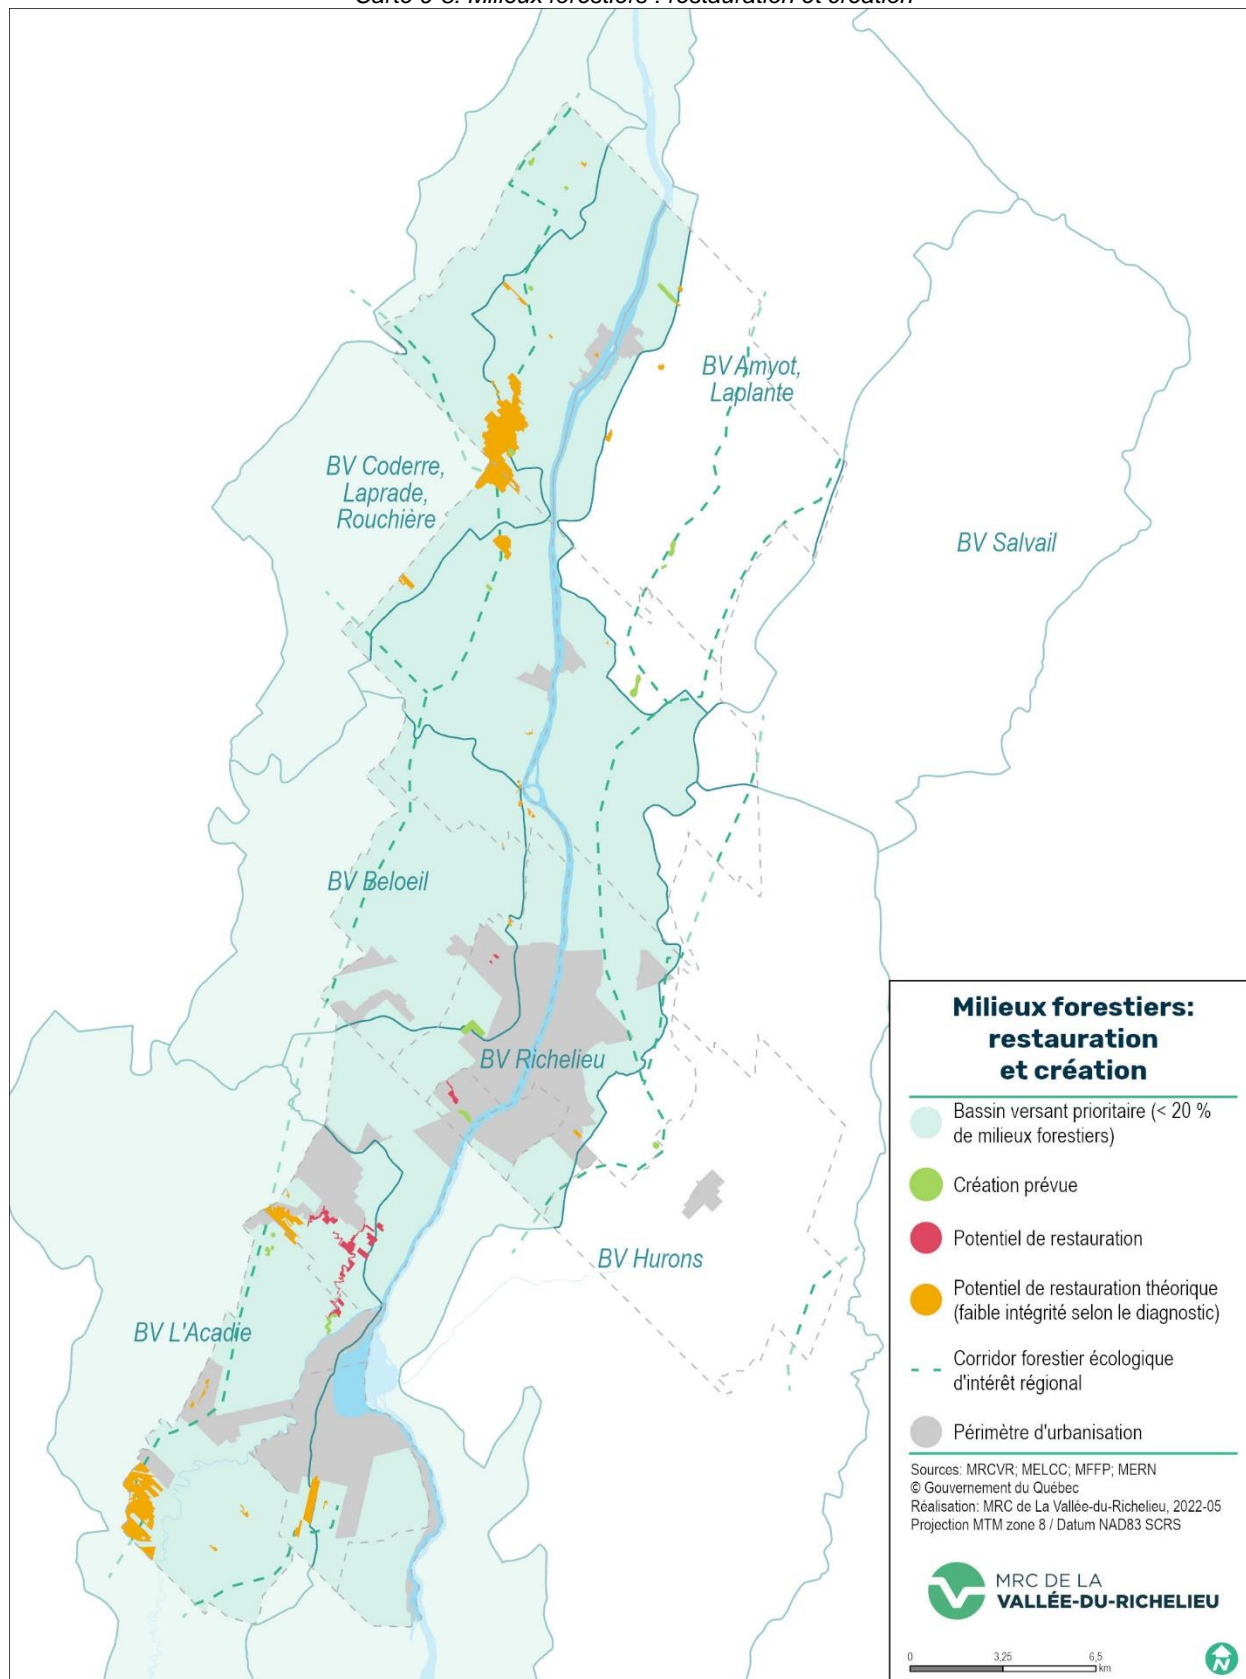 BV Amyot,
Laplante
BV Coderre,
Laprade,
Rouchière
BV Salvail
BV Beloeil
BV Richelieu
BV Hurons
BV L'Acadie
Milieux forestiers:
restauration
et création
Bassin versant prioritaire (< 20 %
de milieux forestiers)
Création prévue
Potentiel de restauration
Potentiel de restauration théorique
(faible intégrité selon le diagnostic)
Corridor forestier écologique
d'intérêt régional
Périmètre d'urbanisation
Sources: MRCVR; MELCC; MFFP; MERN
© Gouvernement du Québec
Réalisation: MRC de La Vallée-du-Richelieu, 2022-05
Projection MTM zone 8 / Datum NAD83 SCRS
MRC DE LA
VALLÉE-DU-RICHELIEU
0 3,25 6,5
km
N